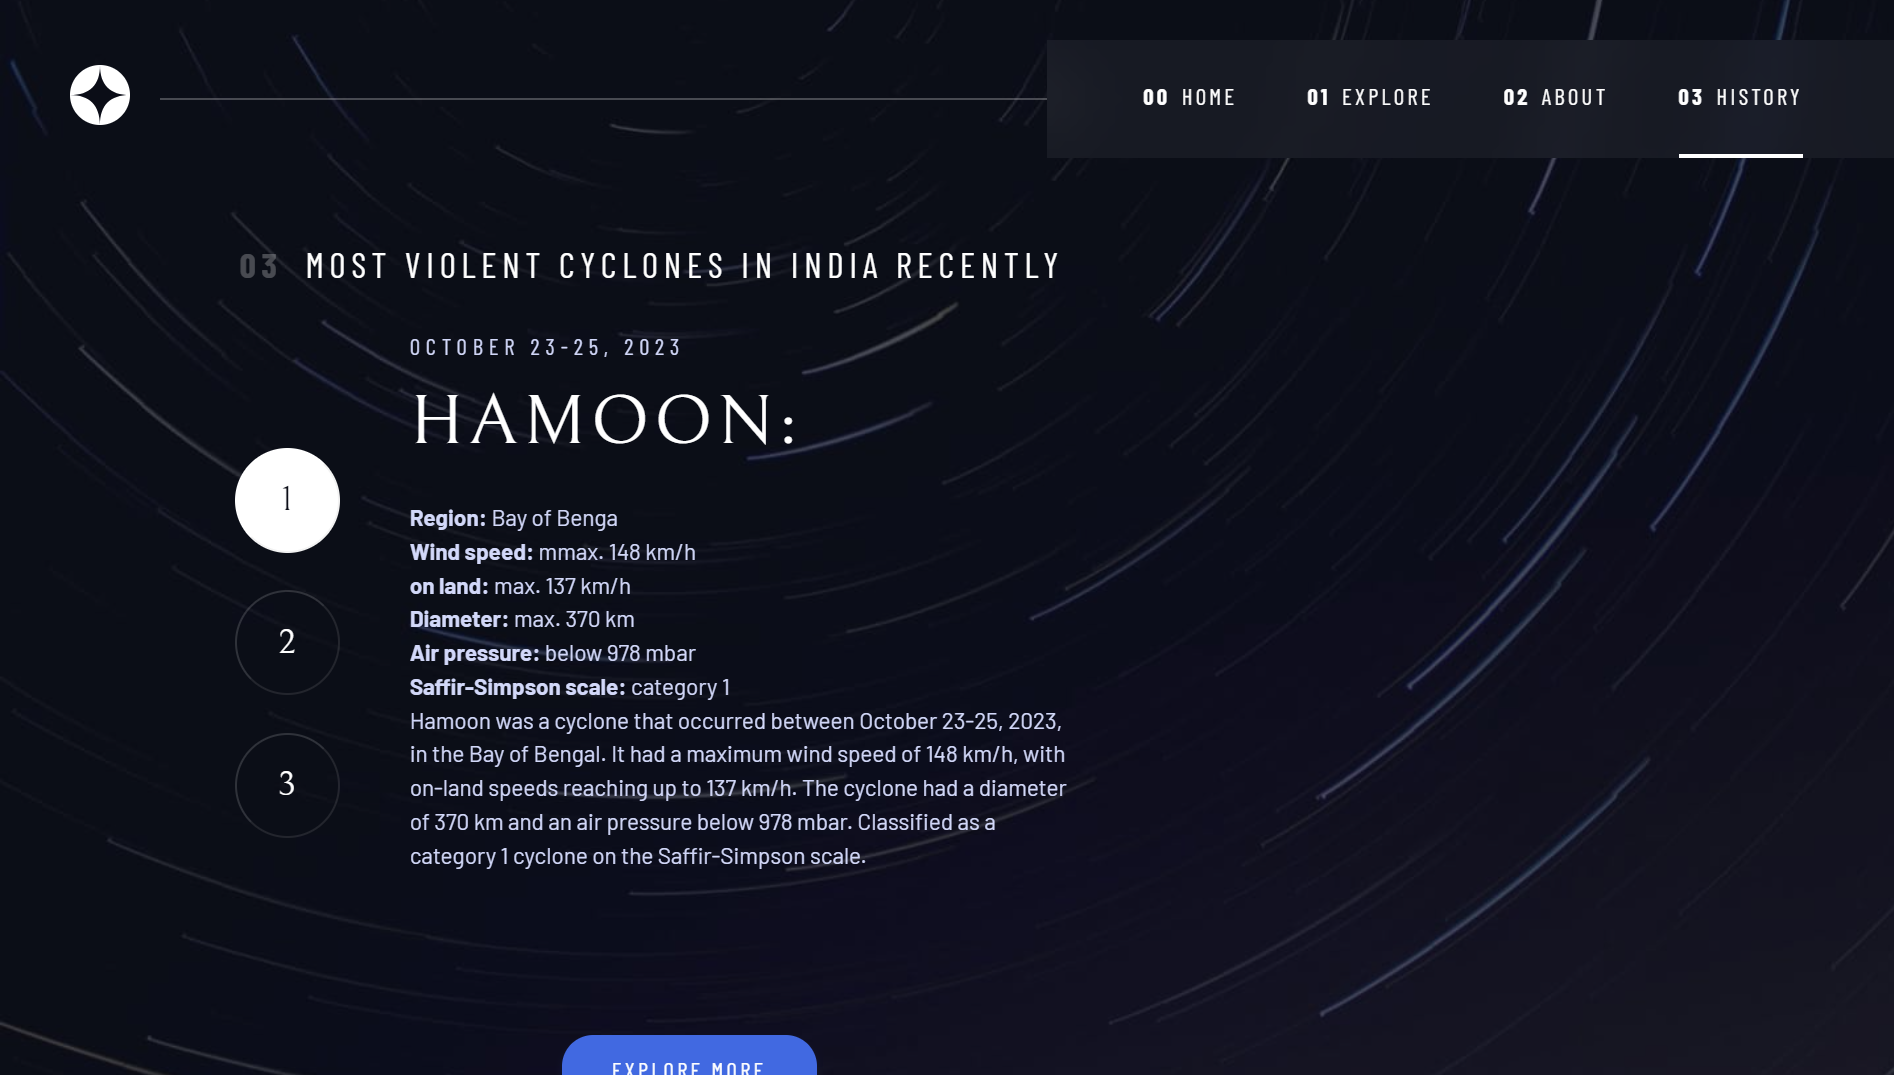 00 HOME 01 EXPLORE 02 ABOUT 03 HISTORY
03 MOST VIOLENT CYCLONES IN INDIA RECENTLY
OCTOBER 23-25, 2023
HAMOON:
1
2
3
Region: Bay of Benga
Wind speed: mmax. 148 km/h
on land: max. 137 km/h
Diameter: max. 370 km
Air pressure: below 978 mbar
Saffir-Simpson scale: category 1
Hamoon was a cyclone that occurred between October 23-25, 2023,
in the Bay of Bengal. It had a maximum wind speed of 148 km/h, with
on-land speeds reaching up to 137 km/h. The cyclone had a diameter
of 370 km and an air pressure below 978 mbar. Classified as a
category 1 cyclone on the Saffir-Simpson scale.
EXPLORE MORE